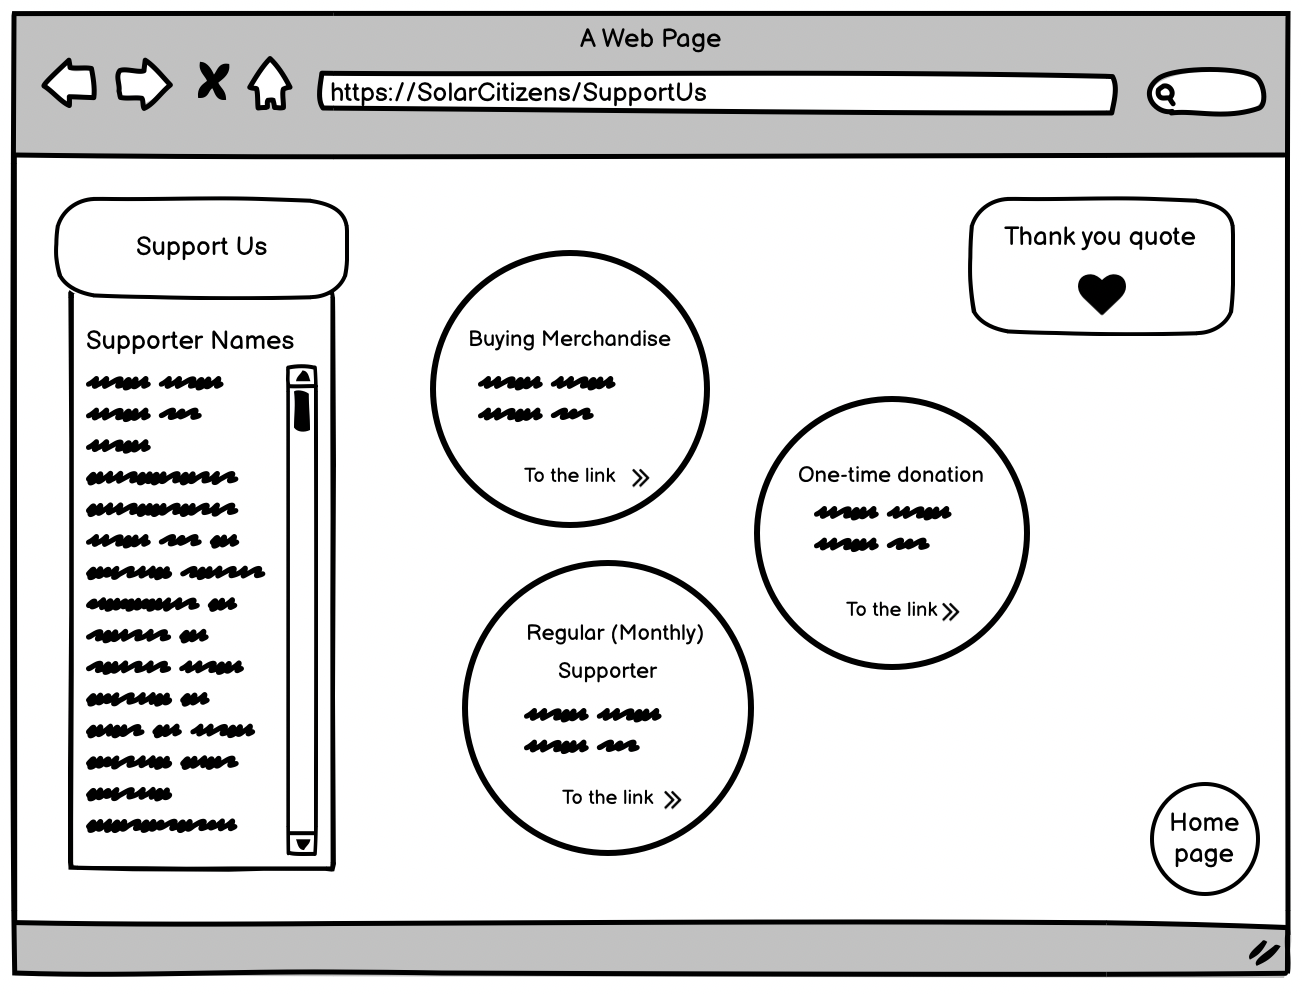 A Web Page
https://SolarCitizens/SupportUs
Support Us
Supporter Names
Buying Merchandise
To the link
One-time donation
To the link
Regular (Monthly)
Supporter
To the link
Thank you quote
Home
page